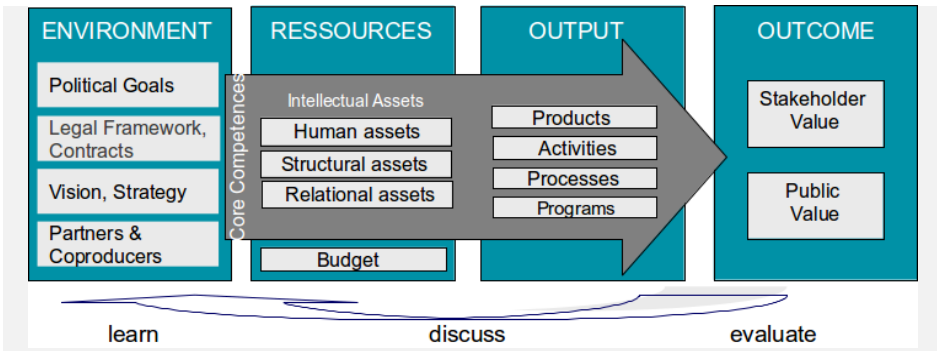 ENVIRONMENT
Political Goals
Legal Framework,
Contracts
Vision, Strategy
Partners &
Coproducers
Core Competences
RESSOURCES
Intellectual Assets
Human assets
Structural assets
Relational assets
Budget
OUTPUT
Products
Activities
Processes
Programs
OUTCOME
Stakeholder
Value
Public
Value
learn
discuss
evaluate